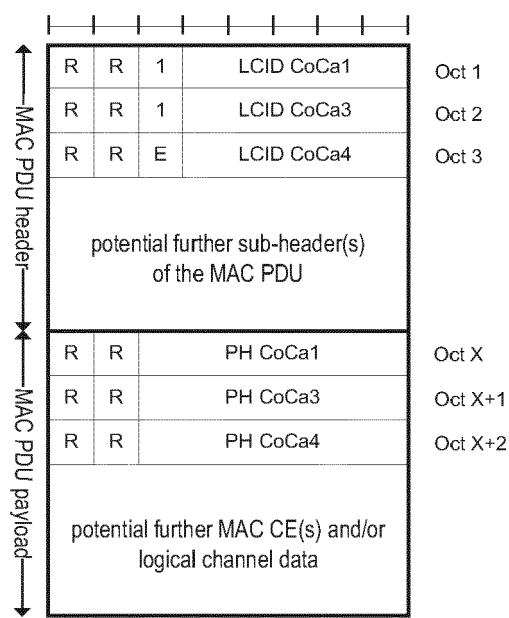 R R 1 LCID CoCa1 Oct 1
R R 1 LCID CoCa3 Oct 2
R R E LCID CoCa4 Oct 3
MAC PDU header
potential further sub-header(s)
of the MAC PDU
R R PH CoCa1 Oct X
R R PH CoCa3 Oct X+1
R R PH CoCa4 Oct X+2
MAC PDU payload
potential further MAC CE(s) and/or
logical channel data